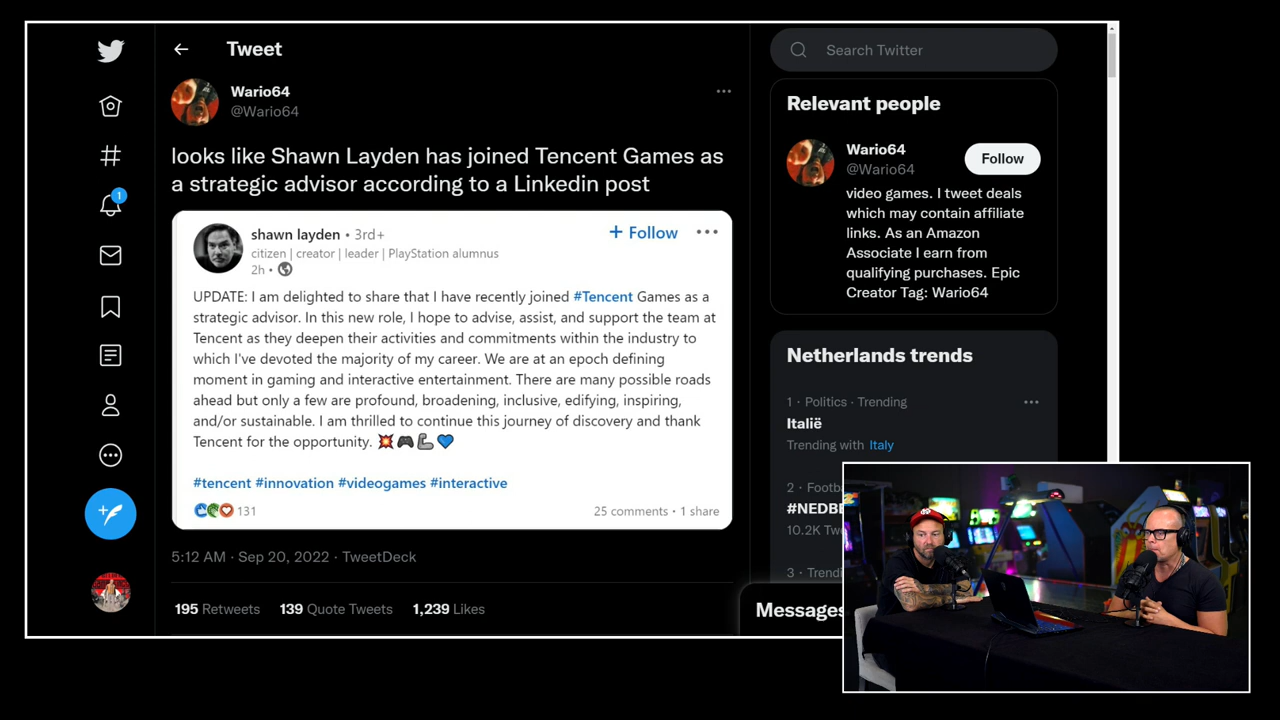 Tweet
Search Twitter
Wario64
@Wario64
looks like Shawn Layden has joined Tencent Games as
a strategic advisor according to a Linkedin post
shawn layden • 3rd+
citizen | creator | leader | PlayStation alumnus
2h •
+ Follow
UPDATE: I am delighted to share that I have recently joined #Tencent Games as a
strategic advisor. In this new role, I hope to advise, assist, and support the team at
Tencent as they deepen their activities and commitments within the industry to
which I've devoted the majority of my career. We are at an epoch defining
moment in gaming and interactive entertainment. There are many possible roads
ahead but only a few are profound, broadening, inclusive, edifying, inspiring,
and/or sustainable. I am thrilled to continue this journey of discovery and thank
Tencent for the opportunity. 💥🎮🦾💙
#tencent #innovation #videogames #interactive
131
25 comments • 1 share
5:12 AM · Sep 20, 2022 · TweetDeck
195 Retweets 139 Quote Tweets 1,239 Likes
1
Relevant people
Wario64
@Wario64
Follow
video games. I tweet deals
which may contain affiliate
links. As an Amazon
Associate I earn from
qualifying purchases. Epic
Creator Tag: Wario64
Netherlands trends
1 · Politics · Trending
Italië
Trending with Italy
2 · Footb
#NEDBE
10.2K Tw
3 · Trendi
Messages